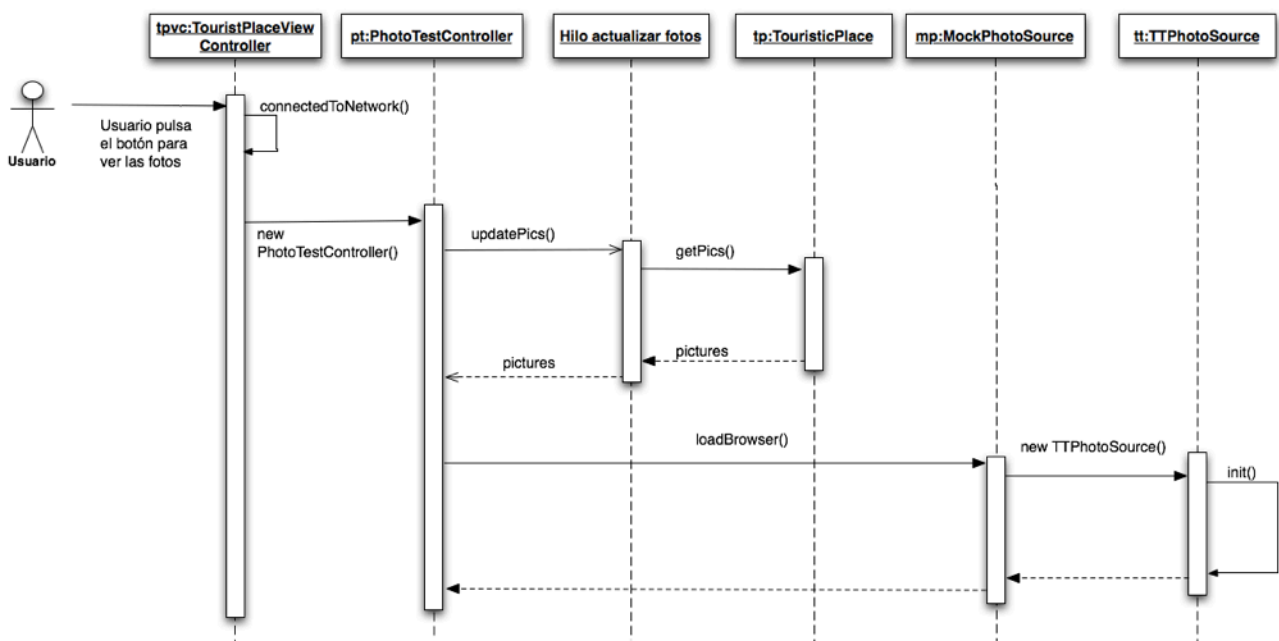 tpvc:TouristPlaceView
Controller
pt:PhotoTestController
Hilo actualizar fotos
tp:TouristicPlace
mp:MockPhotoSource
tt:TTPhotoSource
connectedToNetwork()
Usuario pulsa
el botón para
ver las fotos
Usuario
new
PhotoTestController()
updatePics()
getPics()
pictures
pictures
loadBrowser()
new TTPhotoSource()
init()